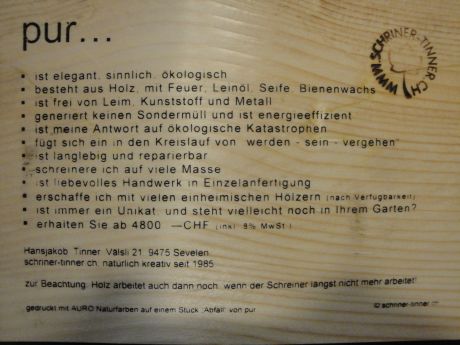 pur...
WWW.SCHRINER-TINNER.CH
ist elegant, sinnlich, ökologisch
besteht aus Holz, mit Feuer, Leinöl, Seife, Bienenwachs
ist frei von Leim, Kunststoff und Metall
generiert keinen Sondermüll und ist energieeffizient
ist meine Antwort auf ökologische Katastrophen
fügt sich ein in den Kreislauf von "werden - sein - vergehen"
ist langlebig und reparierbar
schreinere ich auf viele Masse
ist liebevolles Handwerk in Einzelanfertigung
erschaffe ich mit vielen einheimischen Hölzern (nach Verfügbarkeit)
ist immer ein Unikat, und steht vielleicht noch in Ihrem Garten?
erhalten Sie ab 4800.—CHF (inkl. 8% MwSt.)
Hansjakob Tinner Välsli 21 9475 Sevelen,
schriner-tinner.ch, natürlich kreativ seit 1985
zur Beachtung: Holz arbeitet auch dann noch, wenn der Schreiner längst nicht mehr arbeitet!
gedruckt mit AURO Naturfarben auf einem Stück "Abfall" von pur
© schriner-tinner.ch